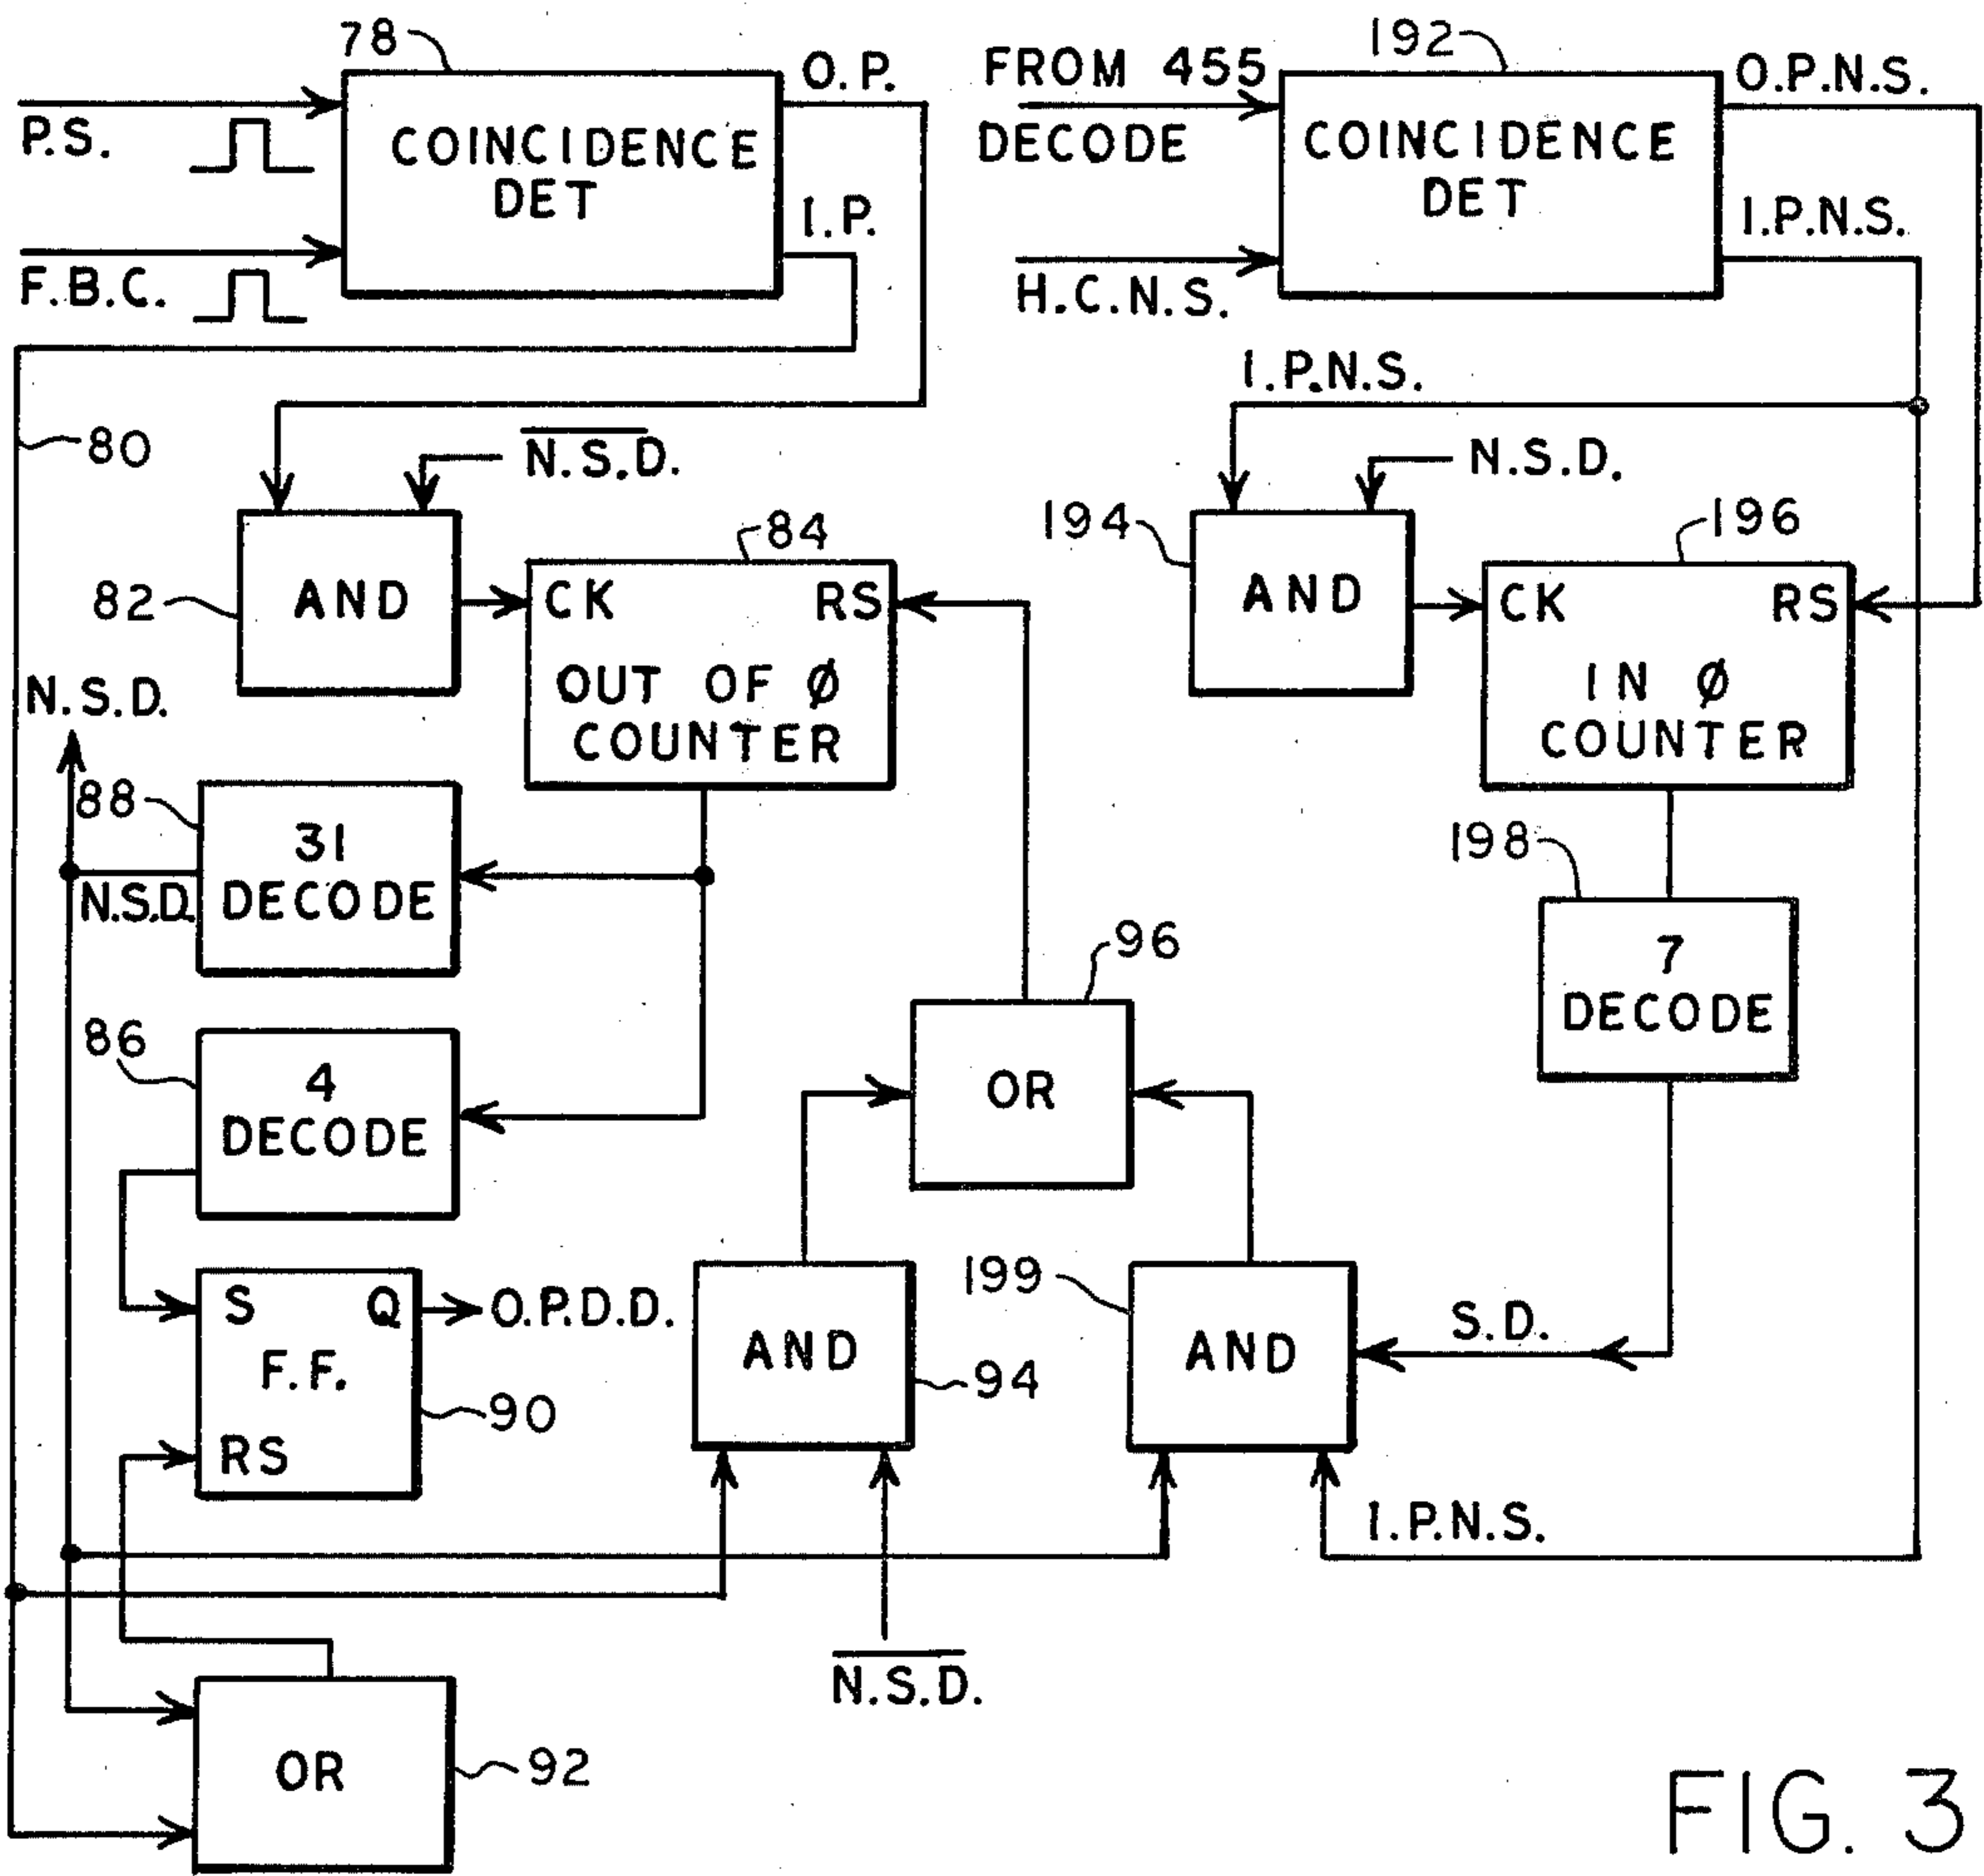 78
192
O.P.
FROM 455
DECODE
O.P.N.S.
P.S.
COINCIDENCE
DET
COINCIDENCE
DET
I.P.
I.P.N.S.
F.B.C.
H.C.N.S.
I.P.N.S.
80
N.S.D.
N.S.D.
84
194
196
82
AND
CK
RS
AND
CK
RS
OUT OF Ø
COUNTER
IN Ø
COUNTER
N.S.D.
88
31
DECODE
N.S.D.
198
7
DECODE
96
OR
86
4
DECODE
199
S
Q
O.P.D.D.
F.F.
RS
90
AND
94
AND
S.D.
I.P.N.S.
N.S.D.
OR
92
FIG. 3